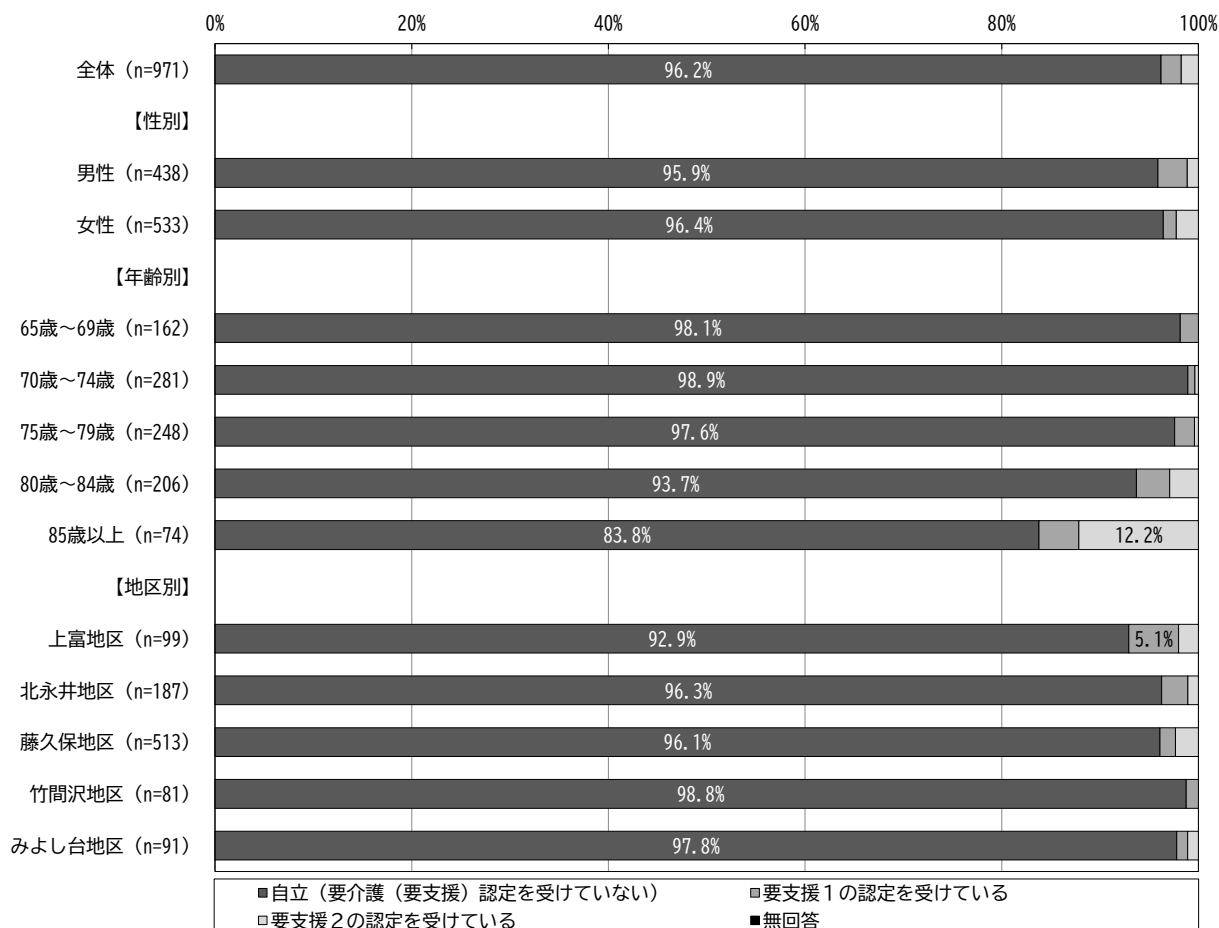 0% 20% 40% 60% 80% 100%
全体（n=971） 96.2%
【性別】
男性（n=438） 95.9%
女性（n=533） 96.4%
【年齢別】
65歳～69歳（n=162） 98.1%
70歳～74歳（n=281） 98.9%
75歳～79歳（n=248） 97.6%
80歳～84歳（n=206） 93.7%
85歳以上（n=74） 83.8% 12.2%
【地区別】
上富地区（n=99） 92.9% 5.1%
北永井地区（n=187） 96.3%
藤久保地区（n=513） 96.1%
竹間沢地区（n=81） 98.8%
みよし台地区（n=91） 97.8%
自立（要介護（要支援）認定を受けていない） 要支援１の認定を受けている
要支援２の認定を受けている 無回答